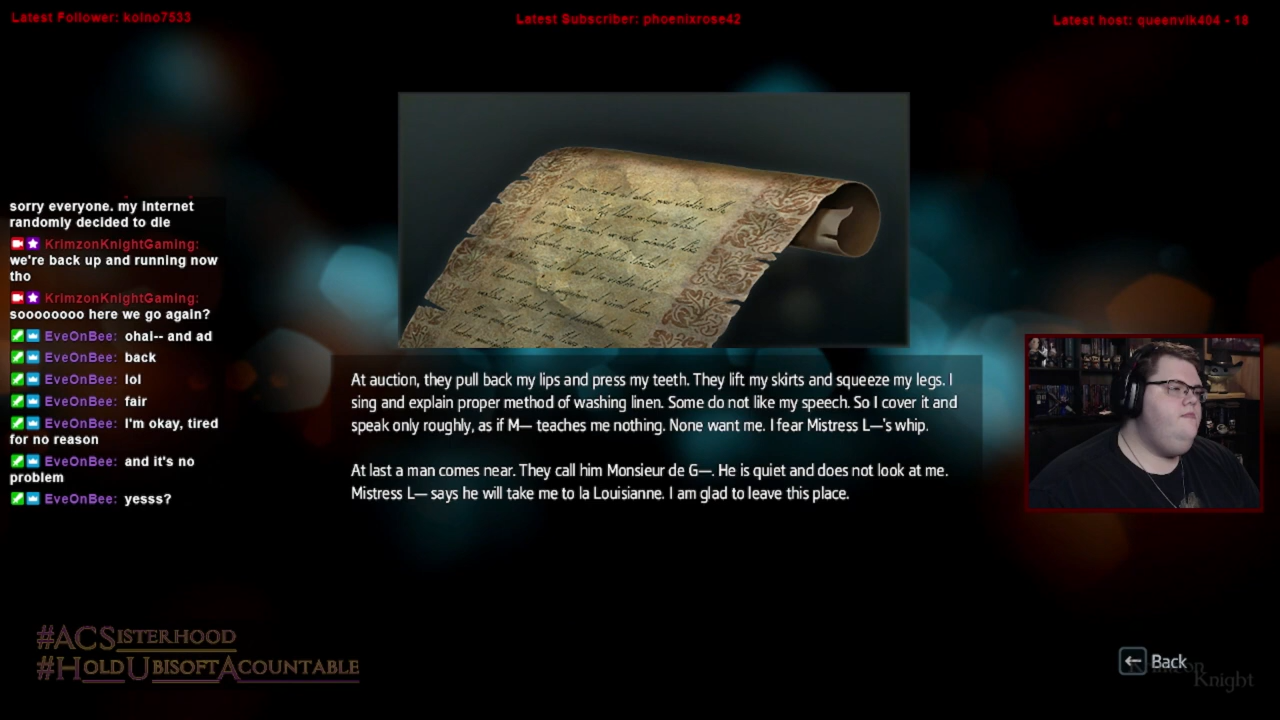 Latest Follower: kolno7533
Latest Subscriber: phoenixrose42
Latest host: queenvik404 - 18
sorry everyone. my internet
randomly decided to die
KrimzonKnightGaming:
we're back up and running now
tho
KrimzonKnightGaming:
soooooooo here we go again?
EveOnBee: ohai-- and ad
EveOnBee: back
EveOnBee: lol
EveOnBee: fair
EveOnBee: I'm okay, tired
for no reason
EveOnBee: and it's no
problem
EveOnBee: yesss?
At auction, they pull back my lips and press my teeth. They lift my skirts and squeeze my legs. I
sing and explain proper method of washing linen. Some do not like my speech. So I cover it and
speak only roughly, as if M— teaches me nothing. None want me. I fear Mistress L—'s whip.
At last a man comes near. They call him Monsieur de G—. He is quiet and does not look at me.
Mistress L— says he will take me to la Louisianne. I am glad to leave this place.
#ACSISTERHOOD
#HOLDUBISOFTACOUNTABLE
Back
Knight